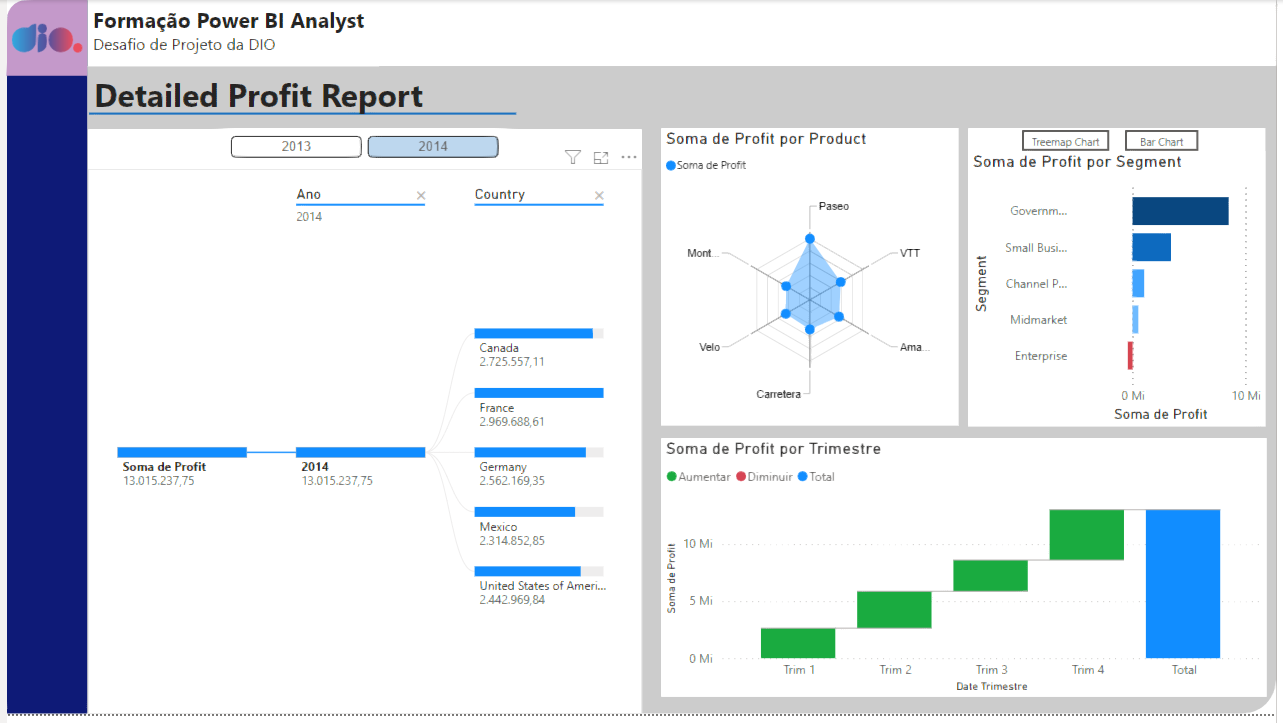 dio.
Formação Power BI Analyst
Desafio de Projeto da DIO
Detailed Profit Report
2013
2014
Ano
2014
Country
Soma de Profit
13.015.237,75
2014
13.015.237,75
Canada
2.725.557,11
France
2.969.688,61
Germany
2.562.169,35
Mexico
2.314.852,85
United States of Ameri...
2.442.969,84
Soma de Profit por Product
Soma de Profit
Paseo
VTT
Ama...
Carretera
Velo
Mont...
Treemap Chart
Bar Chart
Soma de Profit por Segment
Segment
Governm...
Small Busi...
Channel P...
Midmarket
Enterprise
0 Mi
10 Mi
Soma de Profit
Soma de Profit por Trimestre
Aumentar Diminuir Total
Soma de Profit
10 Mi
5 Mi
0 Mi
Trim 1
Trim 2
Trim 3
Trim 4
Total
Date Trimestre